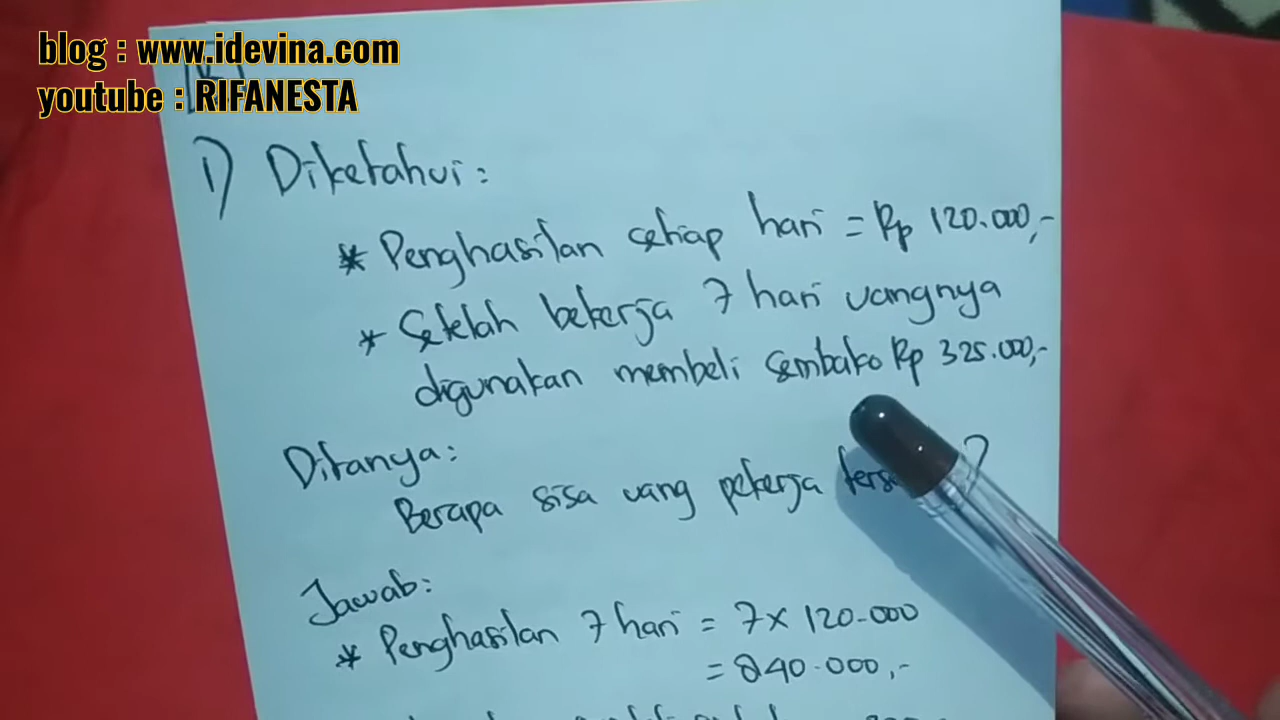 blog : www.idevina.com
youtube : RIFANESTA
1) Diketahui:
* Penghasilan setiap hari = Rp 120.000,-
* Setelah bekerja 7 hari uangnya
digunakan membeli sembako Rp 325.000,-
Ditanya:
Berapa sisa uang pekerja ?
Jawab:
* Penghasilan 7 hari = 7 x 120.000
= 840.000,-